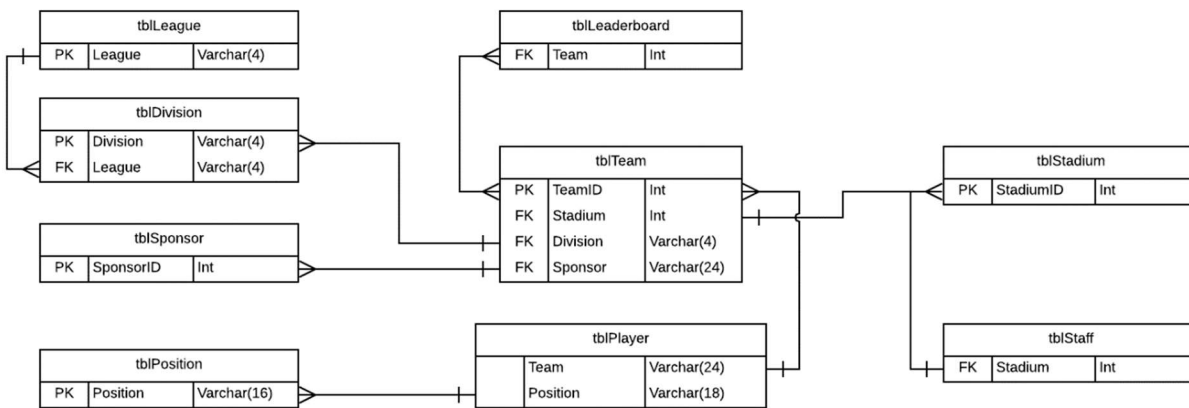 tblLeague
PK League Varchar(4)
tblDivision
PK Division Varchar(4)
FK League Varchar(4)
tblSponsor
PK SponsorID Int
tblPosition
PK Position Varchar(16)
tblLeaderboard
FK Team Int
tblTeam
PK TeamID Int
FK Stadium Int
FK Division Varchar(4)
FK Sponsor Varchar(24)
tblPlayer
Team Varchar(24)
Position Varchar(18)
tblStadium
PK StadiumID Int
tblStaff
FK Stadium Int